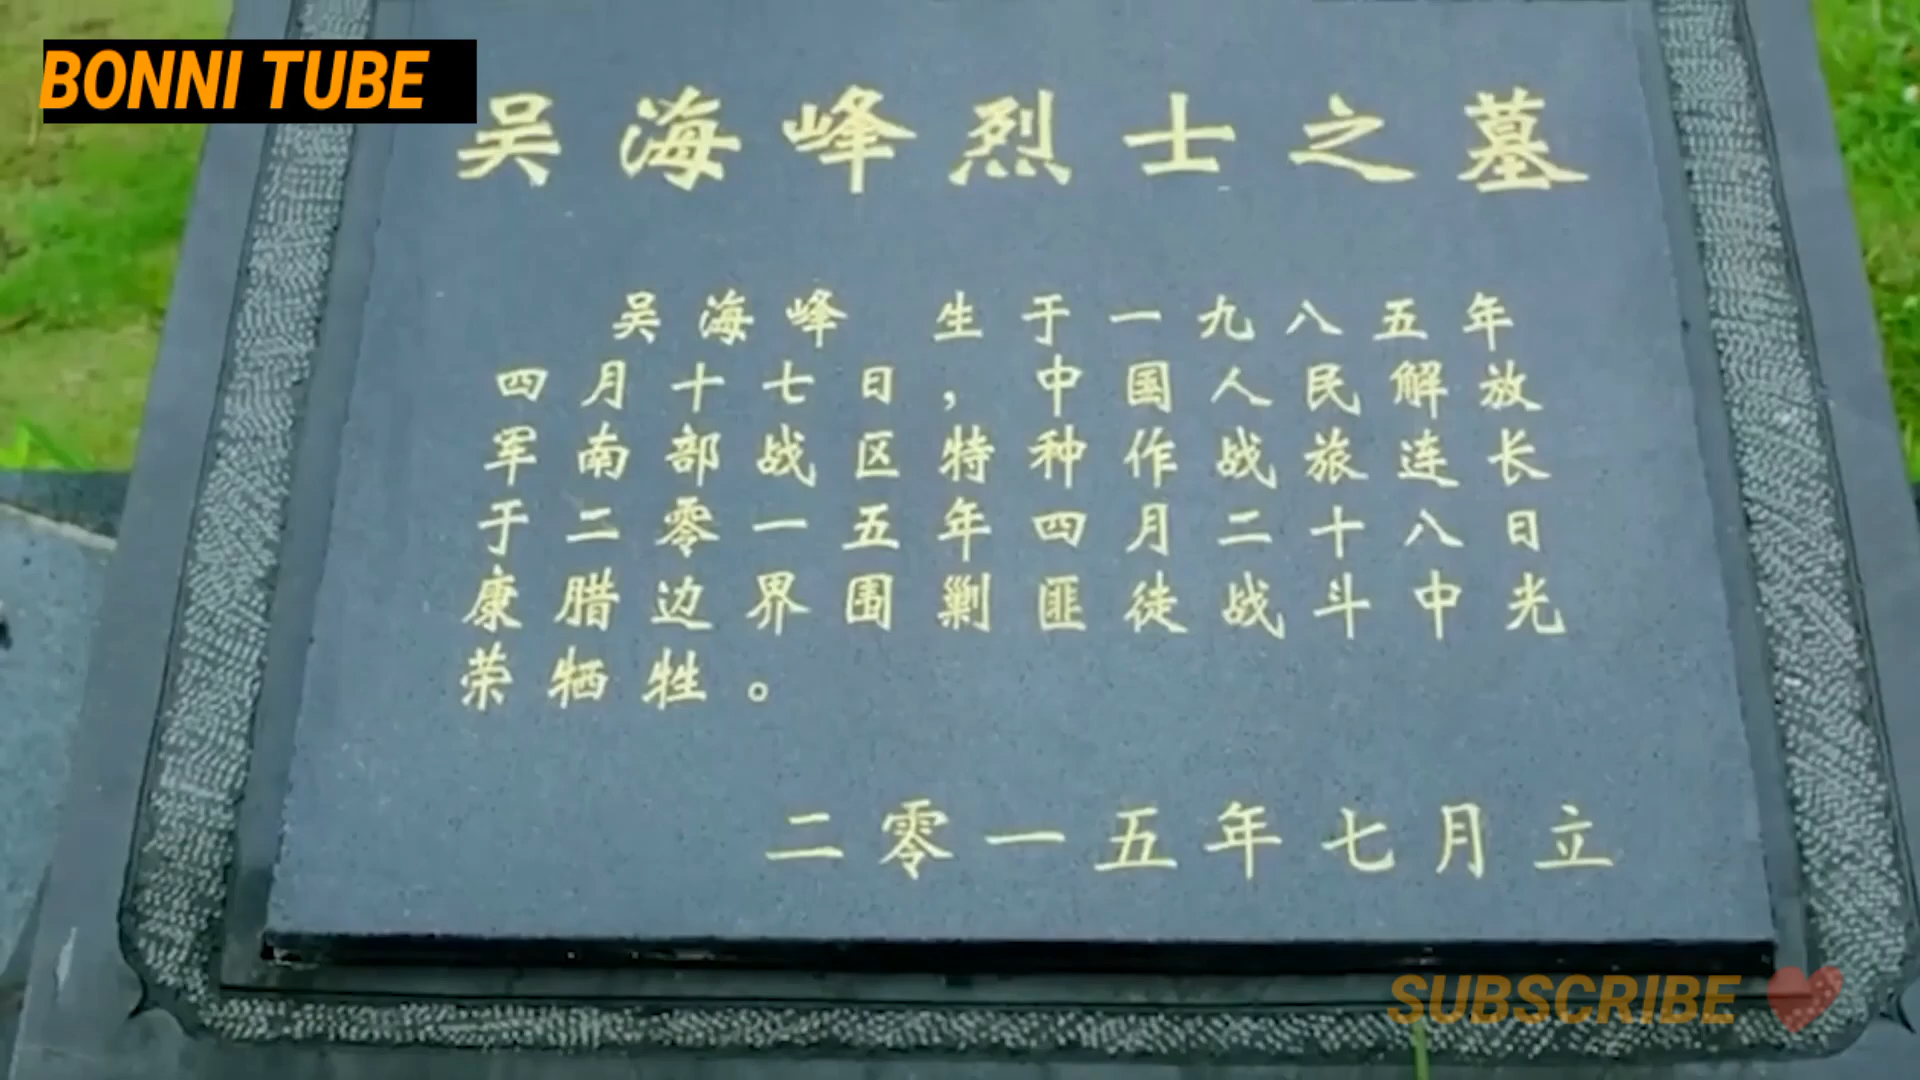 BONNI TUBE
吴海峰烈士之墓
吴海峰 生于一九八五年
四月十七日，中国人民解放
军南部战区特种作战旅连长
于二零一五年四月二十八日
康腊边界围剿匪徒战斗中光
荣牺牲。
二零一五年七月立
SUBSCRIBE